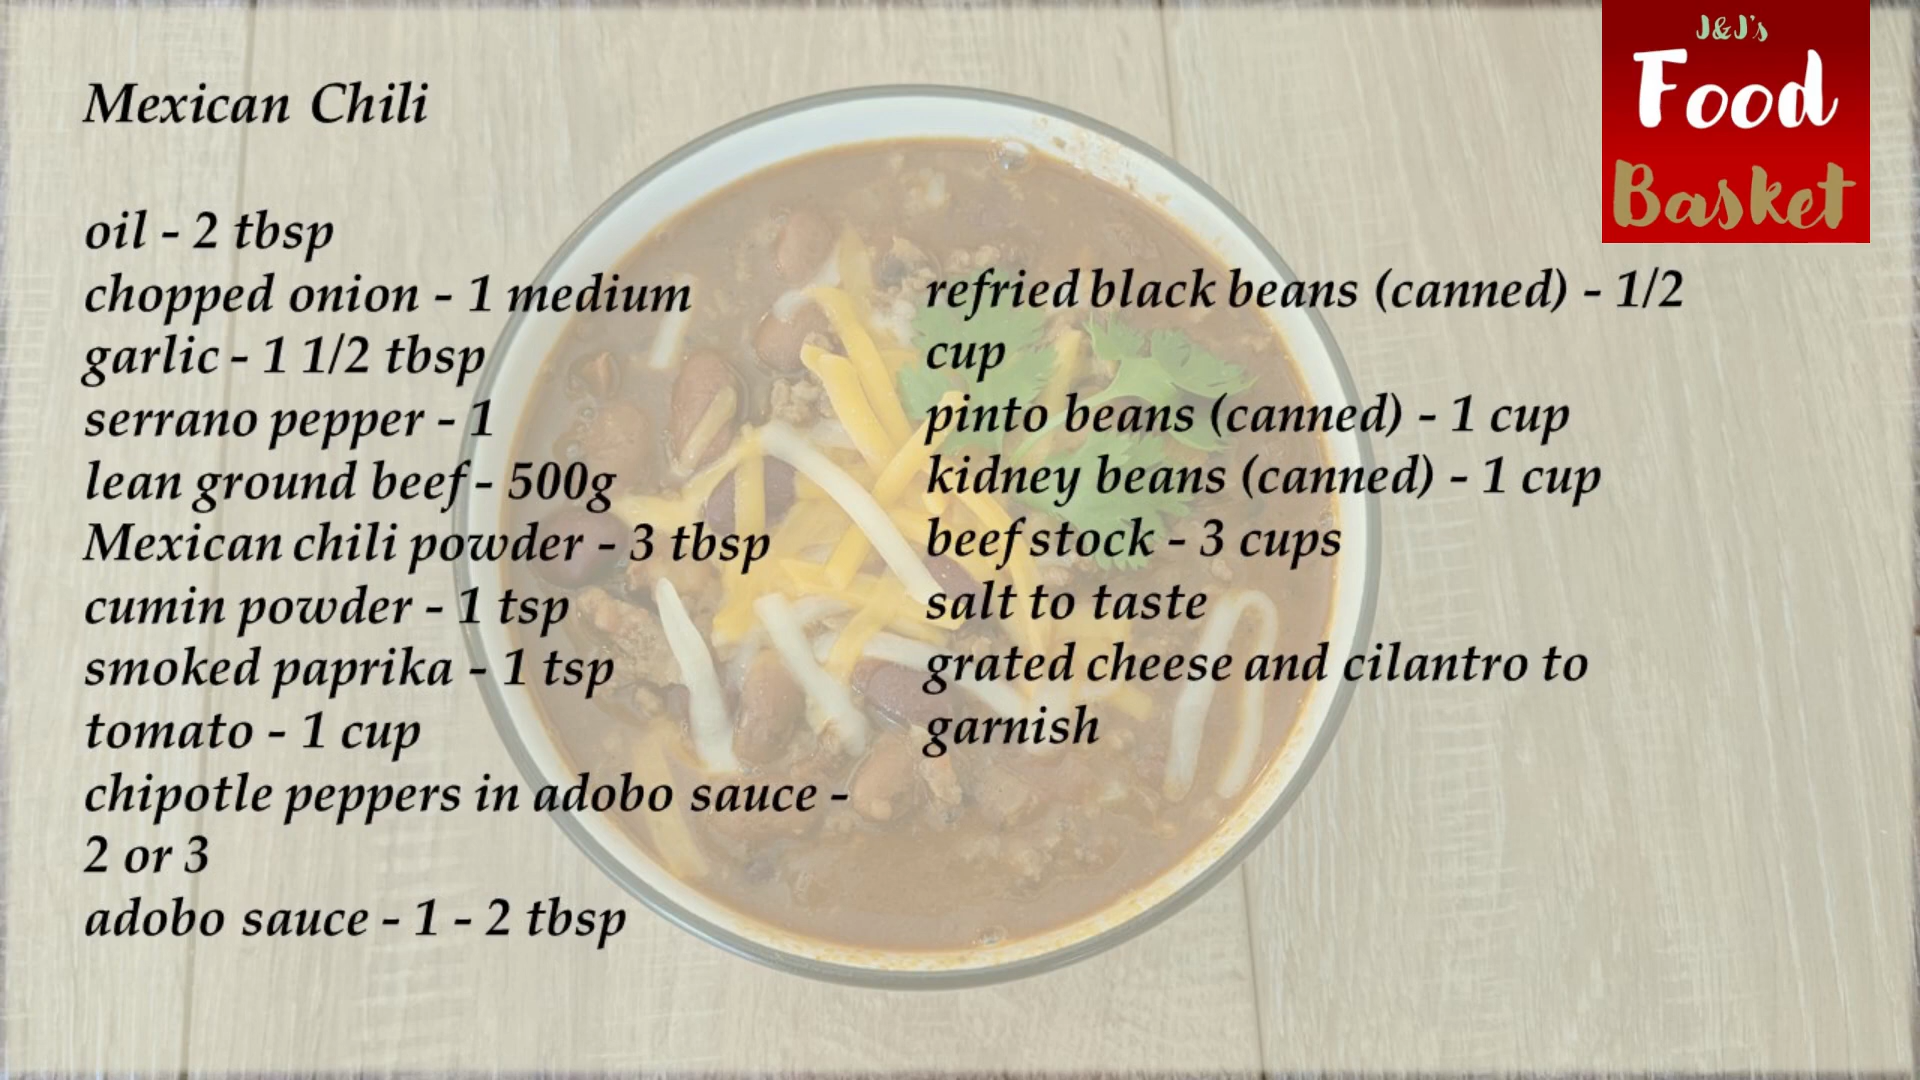 Mexican Chili
oil - 2 tbsp
chopped onion - 1 medium
garlic - 1 1/2 tbsp
serrano pepper - 1
lean ground beef - 500g
Mexican chili powder - 3 tbsp
cumin powder - 1 tsp
smoked paprika - 1 tsp
tomato - 1 cup
chipotle peppers in adobo sauce -
2 or 3
adobo sauce - 1 - 2 tbsp
refried black beans (canned) - 1/2
cup
pinto beans (canned) - 1 cup
kidney beans (canned) - 1 cup
beef stock - 3 cups
salt to taste
grated cheese and cilantro to
garnish
J&J's
Food
Basket